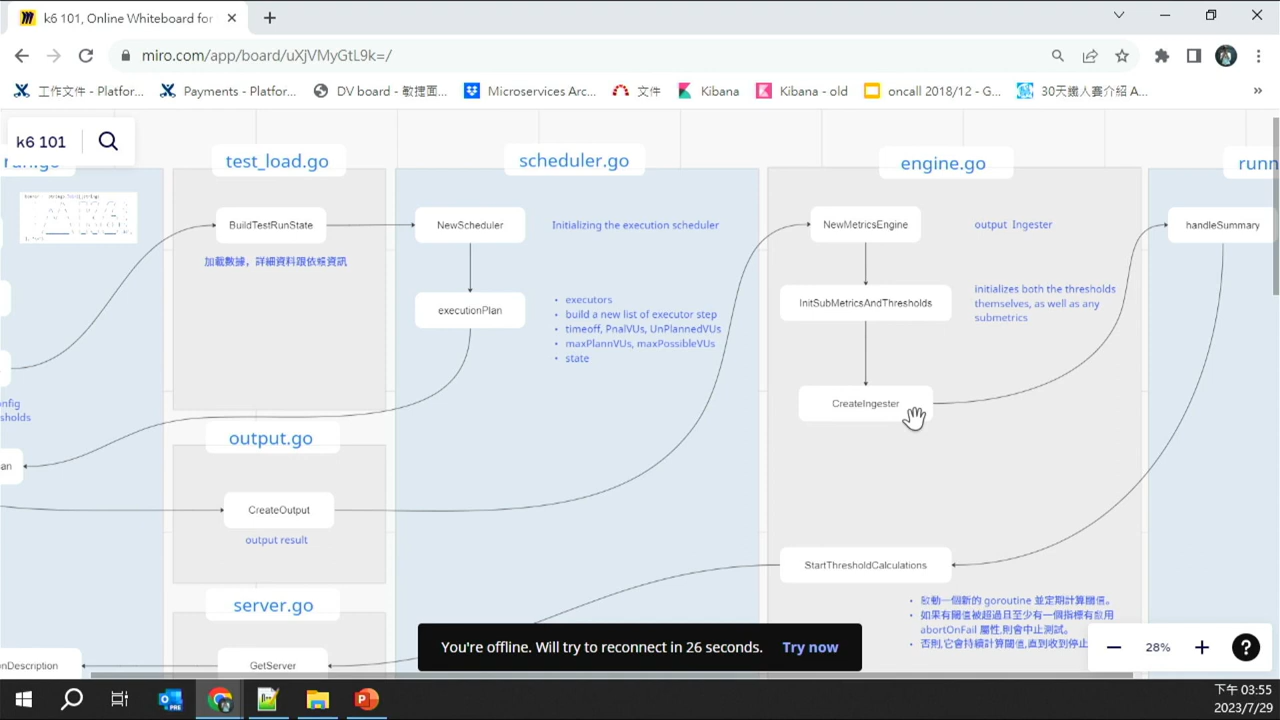 k6 101, Online Whiteboard for
miro.com/app/board/uXjVMyGtL9k=/
工作文件 - Platfor...
Payments - Platfor...
DV board - 敏捷面...
Microservices Arc...
文件
Kibana
Kibana - old
oncall 2018/12 - G...
30天鐵人賽介紹 A...
»
k6 101
run.go
test_load.go
scheduler.go
engine.go
runn
BuildTestRunState
加載數據，詳細資料跟依賴資訊
NewScheduler
Initializing the execution scheduler
executionPlan
• executors
• build a new list of executor step
• timeoff, PnalVUs, UnPlannedVUs
• maxPlannVUs, maxPossibleVUs
• state
NewMetricsEngine
output Ingester
InitSubMetricsAndThresholds
initializes both the thresholds
themselves, as well as any
submetrics
CreateIngester
handleSummary
onfig
sholds
an
output.go
CreateOutput
output result
StartThresholdCalculations
• 啟動一個新的 goroutine 並定期計算閾值。
• 如果有閾值被超過且至少有一個指標有啟用
abortOnFail 屬性,則會中止測試。
• 否則,它會持續計算閾值,直到收到停止
server.go
onDescription
GetServer
You're offline. Will try to reconnect in 26 seconds. Try now
28%
下午 03:55
2023/7/29